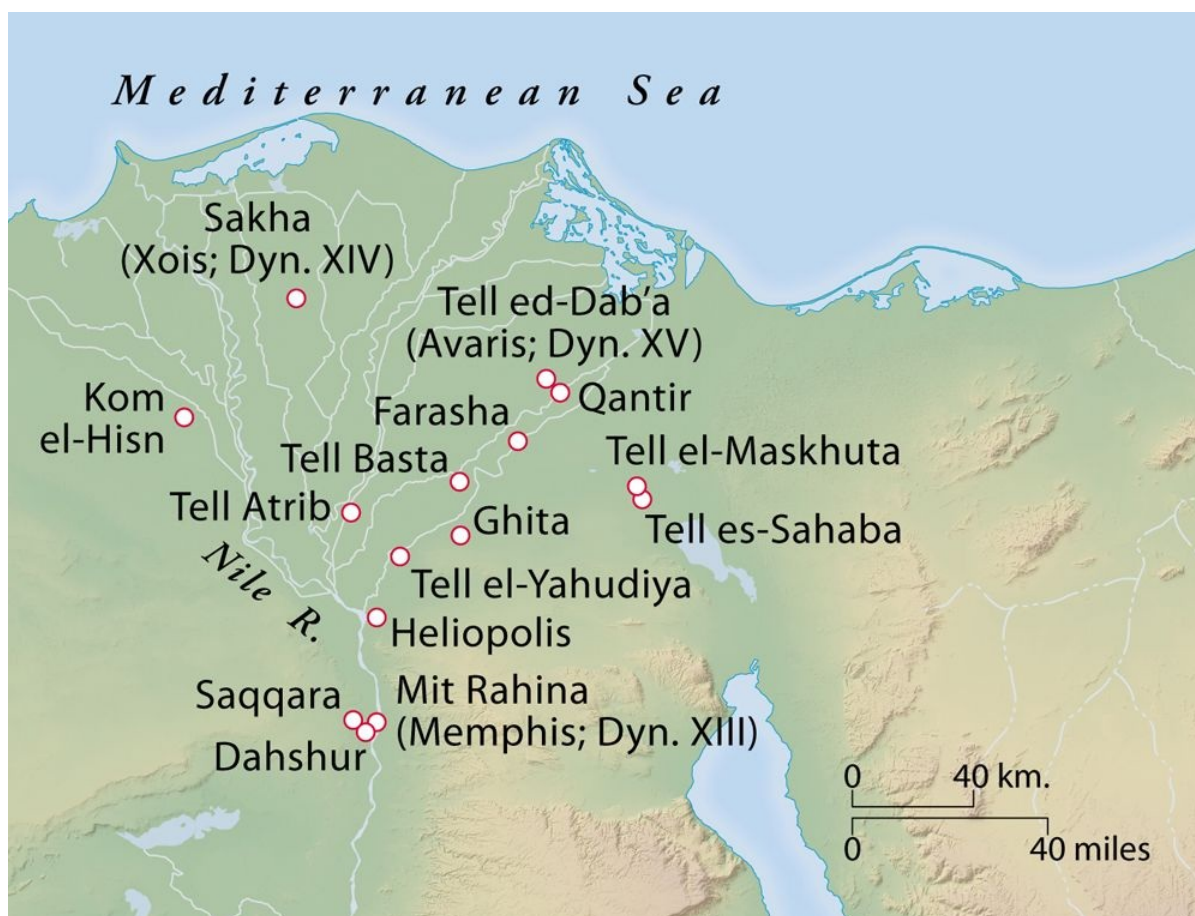 Mediterranean Sea
Sakha
(Xois; Dyn. XIV)
Tell ed-Dab’a
(Avaris; Dyn. XV)
Kom
el-Hisn
Farasha
Qantir
Tell Basta
Tell el-Maskhuta
Tell Atrib
Ghita
Tell es-Sahaba
Nile R.
Tell el-Yahudiya
Heliopolis
Saqqara
Mit Rahina
(Memphis; Dyn. XIII)
Dahshur
0 40 km.
0 40 miles